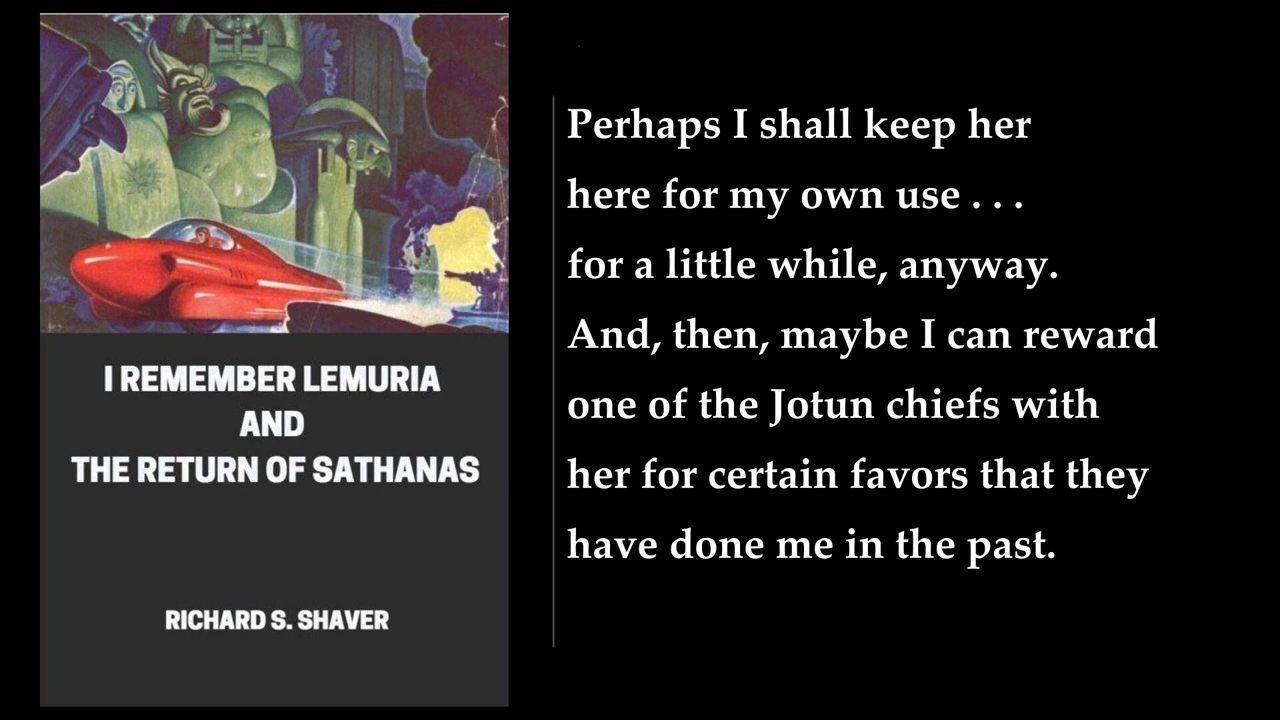 I REMEMBER LEMURIA
AND
THE RETURN OF SATHANAS
RICHARD S. SHAVER
Perhaps I shall keep her
here for my own use . . .
for a little while, anyway.
And, then, maybe I can reward
one of the Jotun chiefs with
her for certain favors that they
have done me in the past.